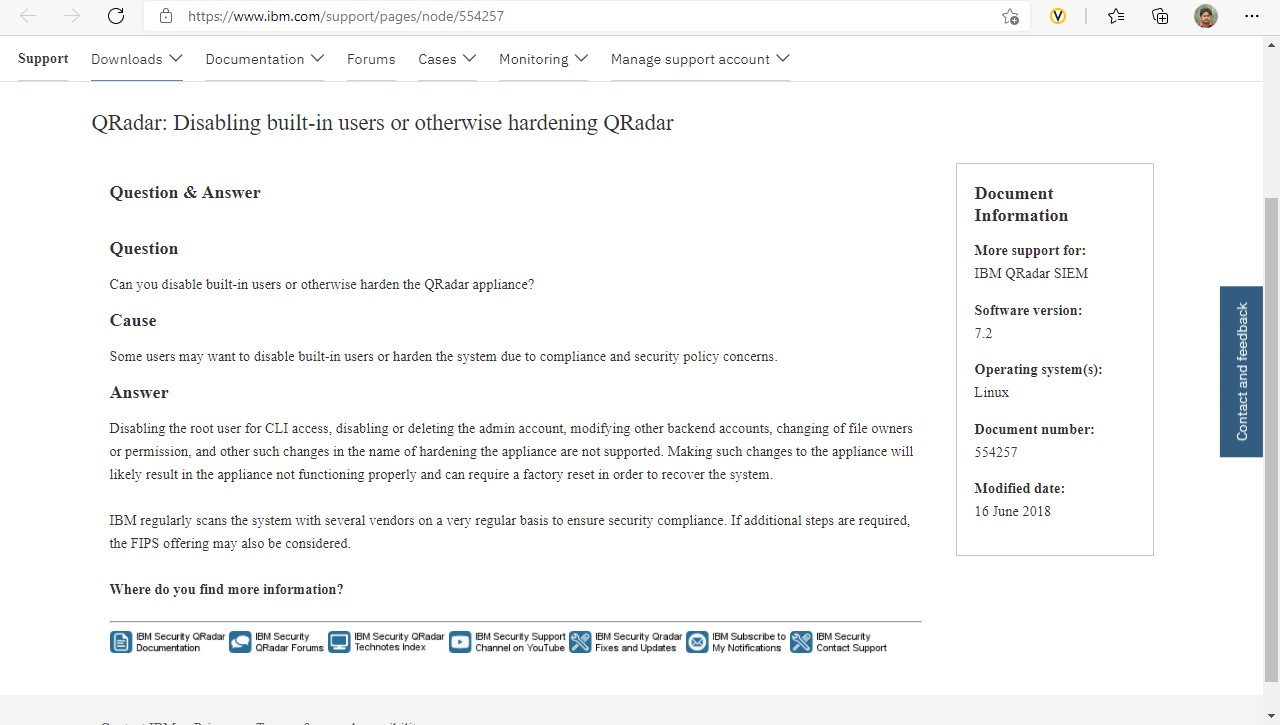 https://www.ibm.com/support/pages/node/554257
Support Downloads Documentation Forums Cases Monitoring Manage support account
QRadar: Disabling built-in users or otherwise hardening QRadar
Question & Answer
Question
Can you disable built-in users or otherwise harden the QRadar appliance?
Cause
Some users may want to disable built-in users or harden the system due to compliance and security policy concerns.
Answer
Disabling the root user for CLI access, disabling or deleting the admin account, modifying other backend accounts, changing of file owners
or permission, and other such changes in the name of hardening the appliance are not supported. Making such changes to the appliance will
likely result in the appliance not functioning properly and can require a factory reset in order to recover the system.
IBM regularly scans the system with several vendors on a very regular basis to ensure security compliance. If additional steps are required,
the FIPS offering may also be considered.
Where do you find more information?
IBM Security QRadar
Documentation
IBM Security
QRadar Forums
IBM Security QRadar
Technotes Index
IBM Security Support
Channel on YouTube
IBM Security Qradar
Fixes and Updates
IBM Subscribe to
My Notifications
IBM Security
Contact Support
Document
Information
More support for:
IBM QRadar SIEM
Software version:
7.2
Operating system(s):
Linux
Document number:
554257
Modified date:
16 June 2018
Contact and feedback